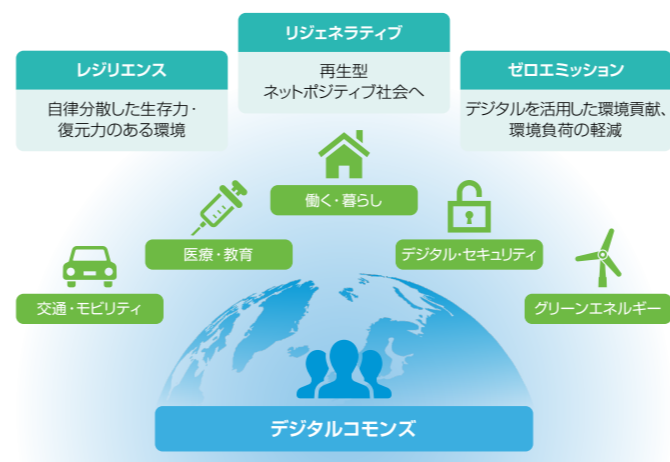 リジェネラティブ
再生型
ネットポジティブ社会へ
レジリエンス
自律分散した生存力・
復元力のある環境
ゼロエミッション
デジタルを活用した環境貢献、
環境負荷の軽減
働く・暮らし
医療・教育
デジタル・セキュリティ
交通・モビリティ
グリーンエネルギー
デジタルコモンズ